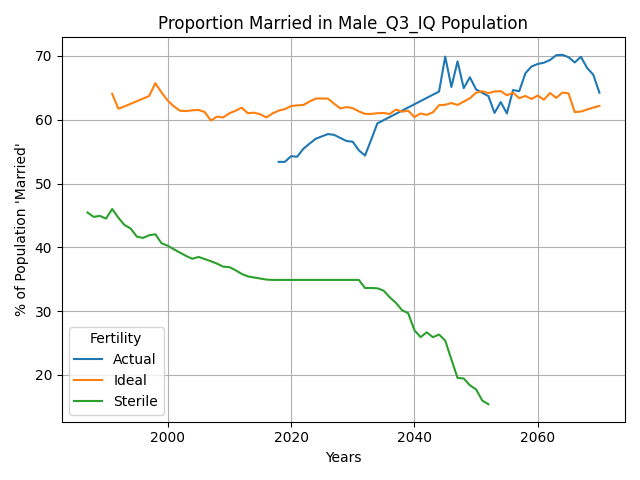 Proportion Married in Male_Q3_IQ Population
% of Population 'Married'
70
60
50
40
30
20
Fertility
Actual
Ideal
Sterile
2000 2020 2040 2060
Years